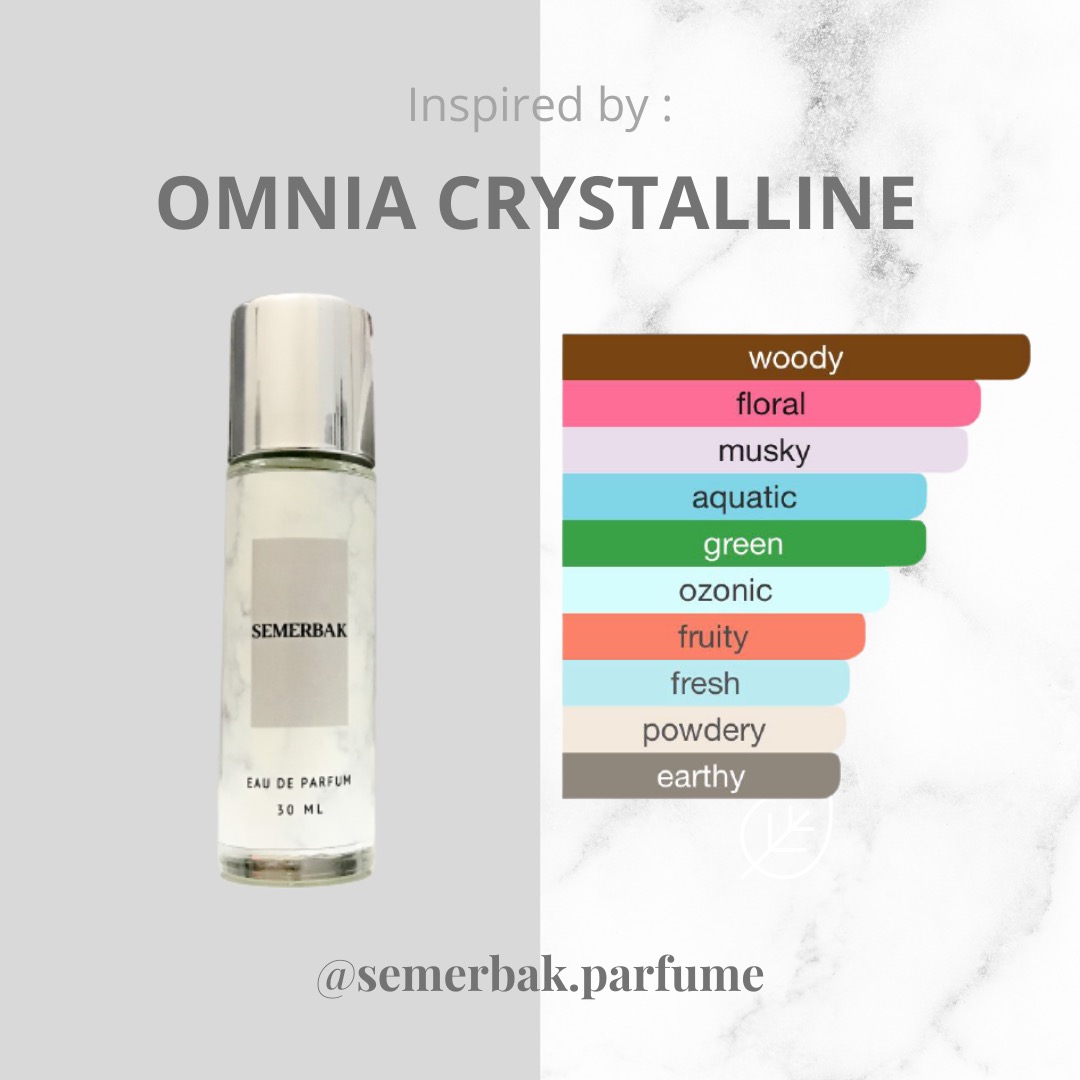 Inspired by :
OMNIA CRYSTALLINE
woody
floral
musky
aquatic
green
ozonic
fruity
fresh
powdery
earthy
SEMERBAK
EAU DE PARFUM
30 ML
@semerbak.parfume